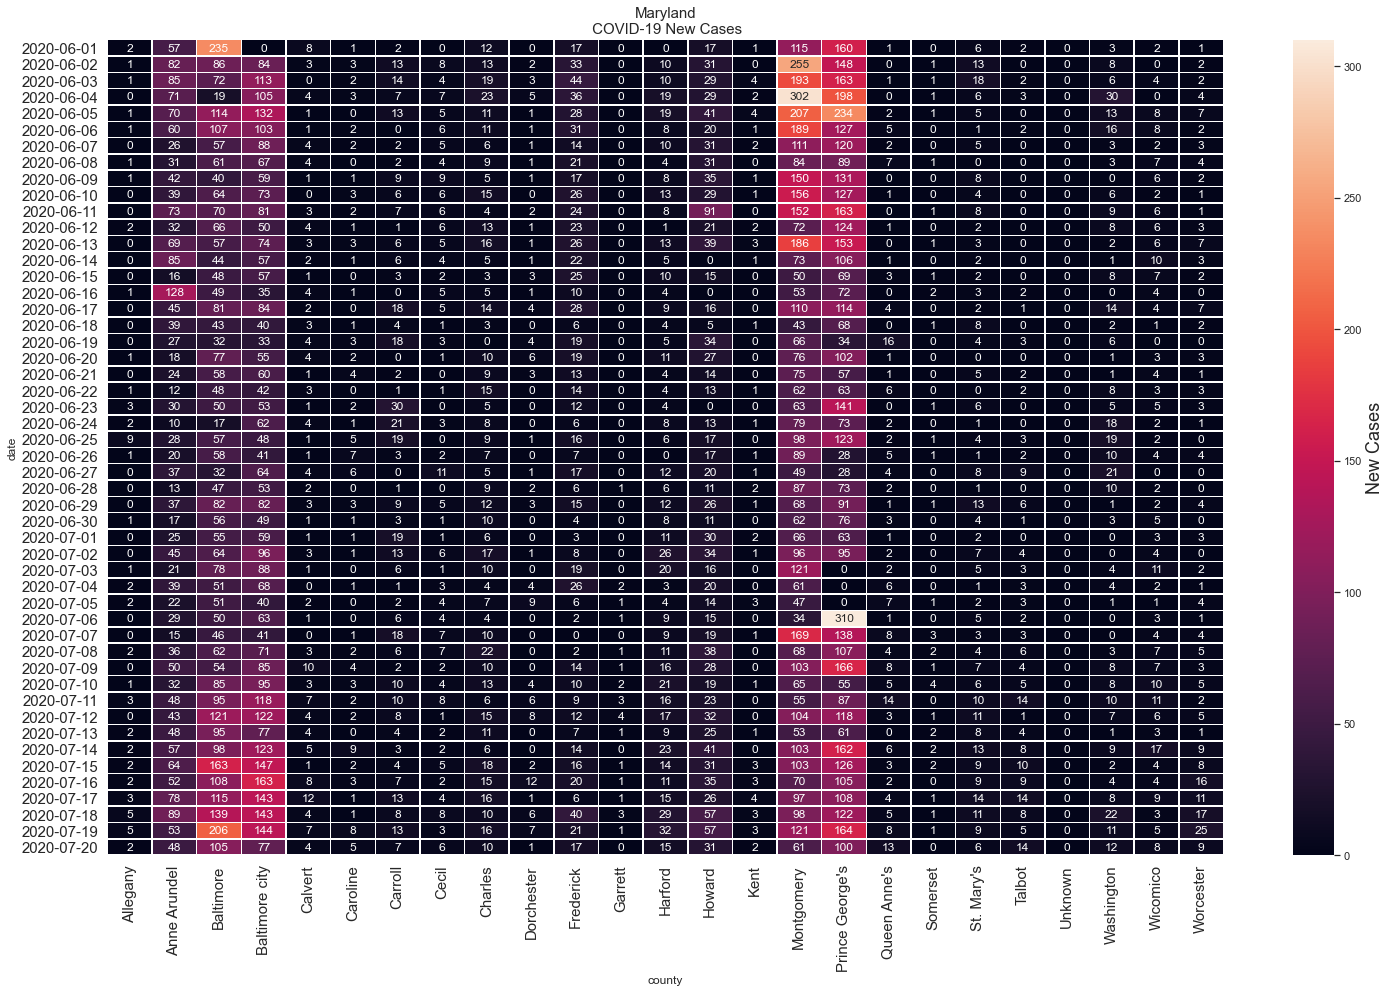 Maryland
COVID-19 New Cases
2020-06-01 2 57 235 0 8 1 2 0 12 0 17 0 0 17 1 115 160 1 0 6 2 0 3 2 1
2020-06-02 1 82 86 84 3 3 13 8 13 2 33 0 10 31 0 255 148 0 1 13 0 0 8 0 2
2020-06-03 1 85 72 113 0 2 14 4 19 3 44 0 10 29 4 193 163 1 1 18 2 0 6 4 2
2020-06-04 0 71 19 105 4 3 7 7 23 5 36 0 19 29 2 302 198 0 1 6 3 0 30 0 4
2020-06-05 1 70 114 132 1 0 13 5 11 1 28 0 19 41 4 207 234 2 1 5 0 0 13 8 7
2020-06-06 1 60 107 103 1 2 0 6 11 1 31 0 8 20 1 189 127 5 0 1 2 0 16 8 2
2020-06-07 0 26 57 88 4 2 2 5 6 1 14 0 10 31 2 111 120 2 0 5 0 0 3 2 3
2020-06-08 1 31 61 67 4 0 2 4 9 1 21 0 4 31 0 84 89 7 1 0 0 0 3 7 4
2020-06-09 1 42 40 59 1 1 9 9 5 1 17 0 8 35 1 150 131 0 0 8 0 0 0 6 2
2020-06-10 0 39 64 73 0 3 6 6 15 0 26 0 13 29 1 156 127 1 0 4 0 0 6 2 1
2020-06-11 0 73 70 81 3 2 7 6 4 2 24 0 8 91 0 152 163 0 1 8 0 0 9 6 1
2020-06-12 2 32 66 50 4 1 1 6 13 1 23 0 1 21 2 72 124 1 0 2 0 0 8 6 3
2020-06-13 0 69 57 74 3 3 6 5 16 1 26 0 13 39 3 186 153 0 1 3 0 0 2 6 7
2020-06-14 0 85 44 57 2 1 6 4 5 1 22 0 5 0 1 73 106 1 0 2 0 0 1 10 3
2020-06-15 0 16 48 57 1 0 3 2 3 3 25 0 10 15 0 50 69 3 1 2 0 0 8 7 2
2020-06-16 1 128 49 35 4 1 0 5 5 1 10 0 4 0 0 53 72 0 2 3 2 0 0 4 0
2020-06-17 0 45 81 84 2 0 18 5 14 4 28 0 9 16 0 110 114 4 0 2 1 0 14 4 7
2020-06-18 0 39 43 40 3 1 4 1 3 0 6 0 4 5 1 43 68 0 1 8 0 0 2 1 2
2020-06-19 0 27 32 33 4 3 18 3 0 4 19 0 5 34 0 66 34 16 0 4 3 0 6 0 0
2020-06-20 1 18 77 55 4 2 0 1 10 6 19 0 11 27 0 76 102 1 0 0 0 0 1 3 3
2020-06-21 0 24 58 60 1 4 2 0 9 3 13 0 4 14 0 75 57 1 0 5 2 0 1 4 1
2020-06-22 1 12 48 42 3 0 1 1 15 0 14 0 4 13 1 62 63 6 0 0 2 0 8 3 3
2020-06-23 3 30 50 53 1 2 30 0 5 0 12 0 4 0 0 63 141 0 1 6 0 0 5 5 3
2020-06-24 2 10 17 62 4 1 21 3 8 0 6 0 8 13 1 79 73 2 0 1 0 0 18 2 1
2020-06-25 9 28 57 48 1 5 19 0 9 1 16 0 6 17 0 98 123 2 1 4 3 0 19 2 0
2020-06-26 1 20 58 41 1 7 3 2 7 0 7 0 0 17 1 89 28 5 1 1 2 0 10 4 4
2020-06-27 0 37 32 64 4 6 0 11 5 1 17 0 12 20 1 49 28 4 0 8 9 0 21 0 0
2020-06-28 0 13 47 53 2 0 1 0 9 2 6 1 6 11 2 87 73 2 0 1 0 0 10 2 0
2020-06-29 0 37 82 82 3 3 9 5 12 3 15 0 12 26 1 68 91 1 1 13 6 0 1 2 4
2020-06-30 1 17 56 49 1 1 3 1 10 0 4 0 8 11 0 62 76 3 0 4 1 0 3 5 0
2020-07-01 0 25 55 59 1 1 19 1 6 0 3 0 11 30 2 66 63 1 0 2 0 0 0 3 3
2020-07-02 0 45 64 96 3 1 13 6 17 1 8 0 26 34 1 96 95 2 0 7 4 0 0 4 0
2020-07-03 1 21 78 88 1 0 6 1 10 0 19 0 20 16 0 121 0 2 0 5 3 0 4 11 2
2020-07-04 2 39 51 68 0 1 1 3 4 4 26 2 3 20 0 61 0 6 0 1 3 0 4 2 1
2020-07-05 2 22 51 40 2 0 2 4 7 9 6 1 4 14 3 47 0 7 1 2 3 0 1 1 4
2020-07-06 0 29 50 63 1 0 6 4 4 0 2 1 9 15 0 34 310 1 0 5 2 0 0 3 1
2020-07-07 0 15 46 41 0 1 18 7 10 0 0 0 9 19 1 169 138 8 3 3 3 0 0 4 4
2020-07-08 2 36 62 71 3 2 6 7 22 0 2 1 11 38 0 68 107 4 2 4 6 0 3 7 5
2020-07-09 0 50 54 85 10 4 2 2 10 0 14 1 16 28 0 103 166 8 1 7 4 0 8 7 3
2020-07-10 1 32 85 95 3 3 10 4 13 4 10 2 21 19 1 65 55 5 4 6 5 0 8 10 5
2020-07-11 3 48 95 118 7 2 10 8 6 6 9 3 16 23 0 55 87 14 0 10 14 0 10 11 2
2020-07-12 0 43 121 122 4 2 8 1 15 8 12 4 17 32 0 104 118 3 1 11 1 0 7 6 5
2020-07-13 2 48 95 77 4 0 4 2 11 0 7 1 9 25 1 53 61 0 2 8 4 0 1 3 1
2020-07-14 2 57 98 123 5 9 3 2 6 0 14 0 23 41 0 103 162 6 2 13 8 0 9 17 9
2020-07-15 2 64 163 147 1 2 4 5 18 2 16 1 14 31 3 103 126 3 2 9 10 0 2 4 8
2020-07-16 2 52 108 163 8 3 7 2 15 12 20 1 11 35 3 70 105 2 0 9 9 0 4 4 16
2020-07-17 3 78 115 143 12 1 13 4 16 1 6 1 15 26 4 97 108 4 1 14 14 0 8 9 11
2020-07-18 5 89 139 143 4 1 8 8 10 6 40 3 29 57 3 98 122 5 1 11 8 0 22 3 17
2020-07-19 5 53 206 144 7 8 13 3 16 7 21 1 32 57 3 121 164 8 1 9 5 0 11 5 25
2020-07-20 2 48 105 77 4 5 7 6 10 1 17 0 15 31 2 61 100 13 0 6 14 0 12 8 9
Allegany
Anne Arundel
Baltimore
Baltimore city
Calvert
Caroline
Carroll
Cecil
Charles
Dorchester
Frederick
Garrett
Harford
Howard
Kent
Montgomery
Prince George's
Queen Anne's
Somerset
St. Mary's
Talbot
Unknown
Washington
Wicomico
Worcester
county
date
300
250
200
150
100
50
0
New Cases